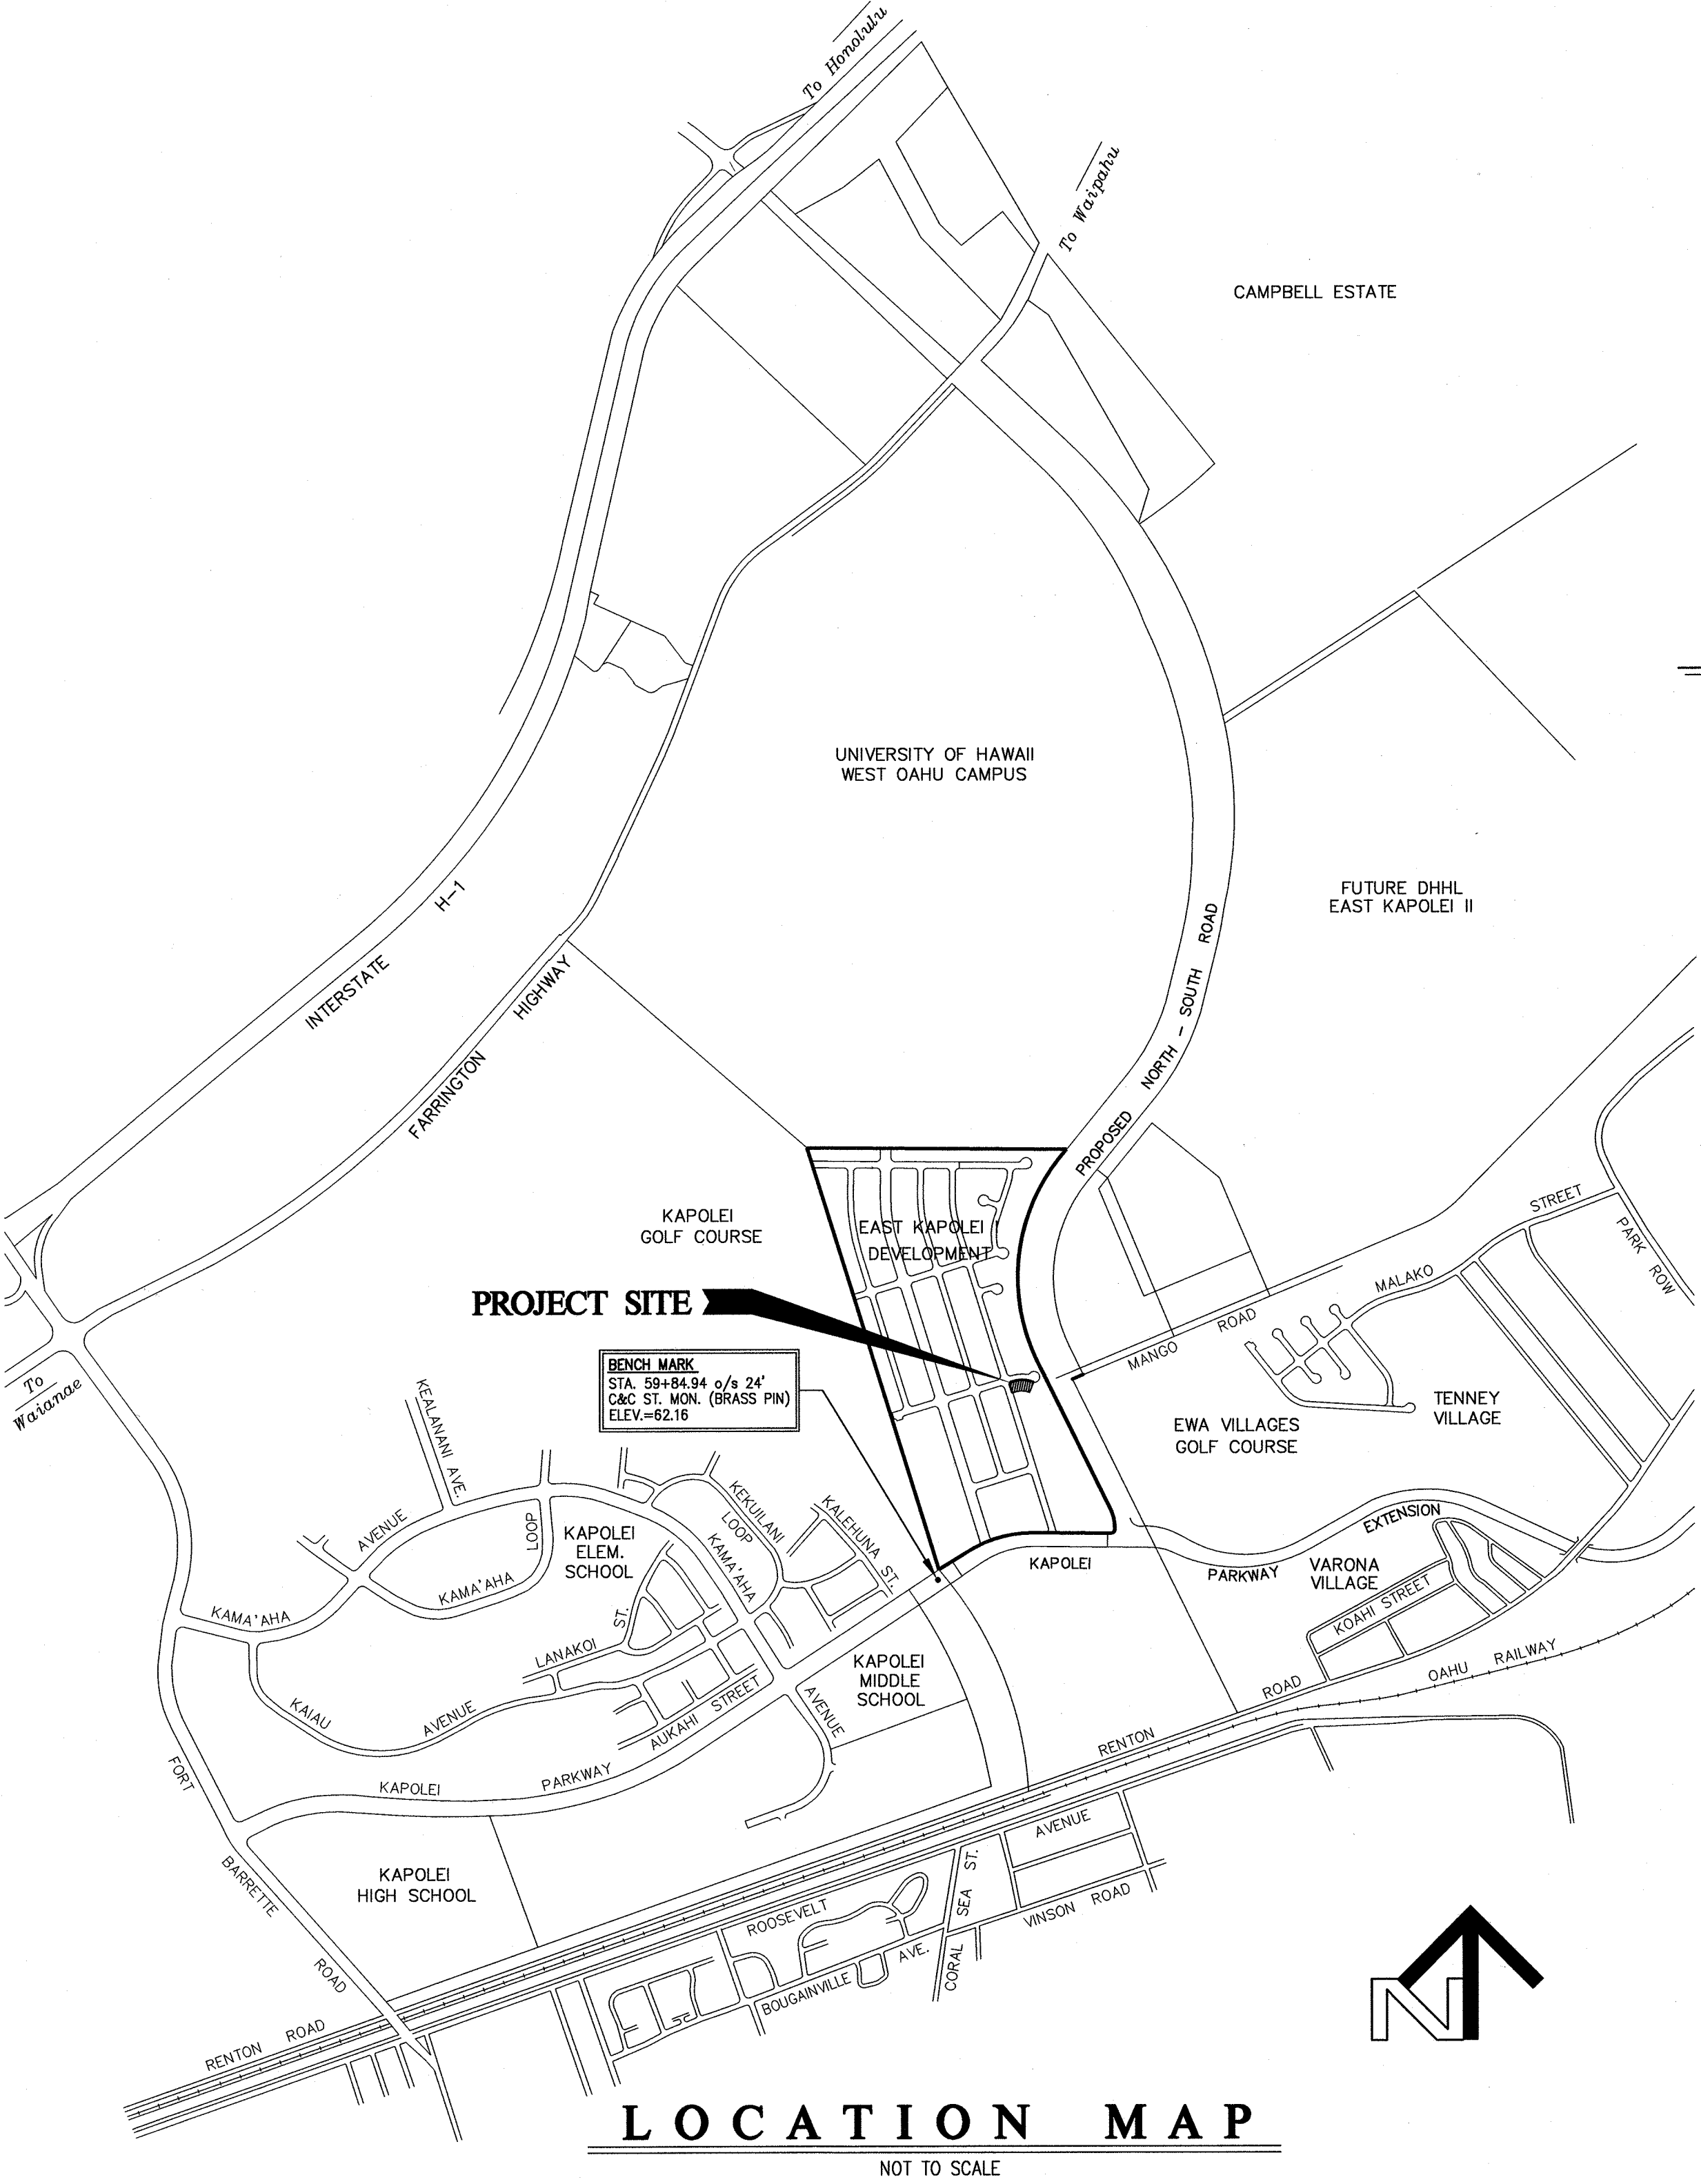 To Honolulu
To Waipahu
CAMPBELL ESTATE
UNIVERSITY OF HAWAII
WEST OAHU CAMPUS
FUTURE DHHL
EAST KAPOLEI II
H-1
INTERSTATE
FARRINGTON HIGHWAY
PROPOSED NORTH - SOUTH ROAD
KAPOLEI
GOLF COURSE
EAST KAPOLEI I
DEVELOPMENT
STREET
PARK ROW
MALAKO
PROJECT SITE
MANGO ROAD
BENCH MARK
STA. 59+84.94 o/s 24'
C&C ST. MON. (BRASS PIN)
ELEV.=62.16
To
Waianae
TENNEY
VILLAGE
EWA VILLAGES
GOLF COURSE
KEALANANI AVE.
KEKUILANI
LOOP
KALEHUNA ST.
AVENUE
LOOP
KAPOLEI
ELEM.
SCHOOL
KAMA'AHA
KAMA'AHA
KAMA'AHA
EXTENSION
KAPOLEI
PARKWAY
VARONA
VILLAGE
KOAHI STREET
LANAKOI ST.
KAPOLEI
MIDDLE
SCHOOL
OAHU RAILWAY
ROAD
KAIAU AVENUE
AUKAHI STREET
AVENUE
RENTON
FORT
KAPOLEI PARKWAY
AVENUE
KAPOLEI
HIGH SCHOOL
BARRETTE
ROAD
ROOSEVELT
CORAL SEA ST.
VINSON ROAD
BOUGAINVILLE AVE.
RENTON ROAD
N
LOCATION MAP
NOT TO SCALE